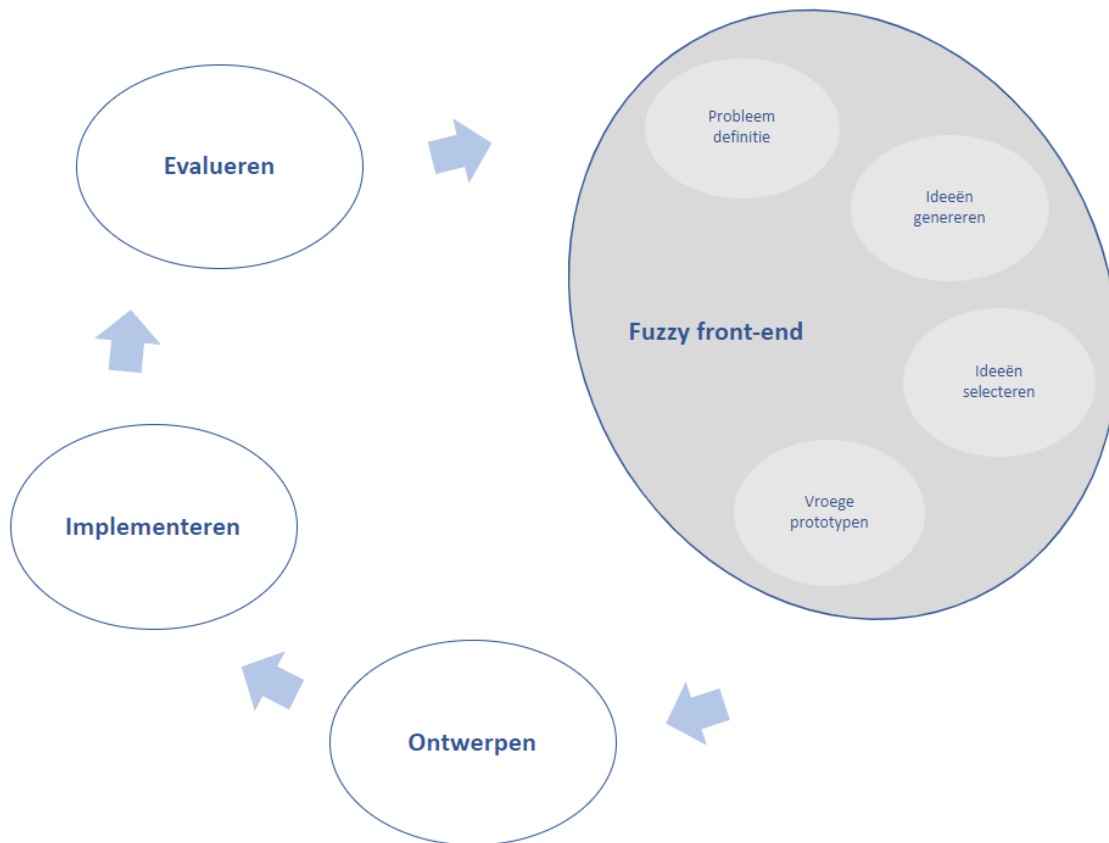 Evalueren
Probleem
definitie
Ideeën
genereren
Fuzzy front-end
Ideeën
selecteren
Vroege
prototypen
Implementeren
Ontwerpen